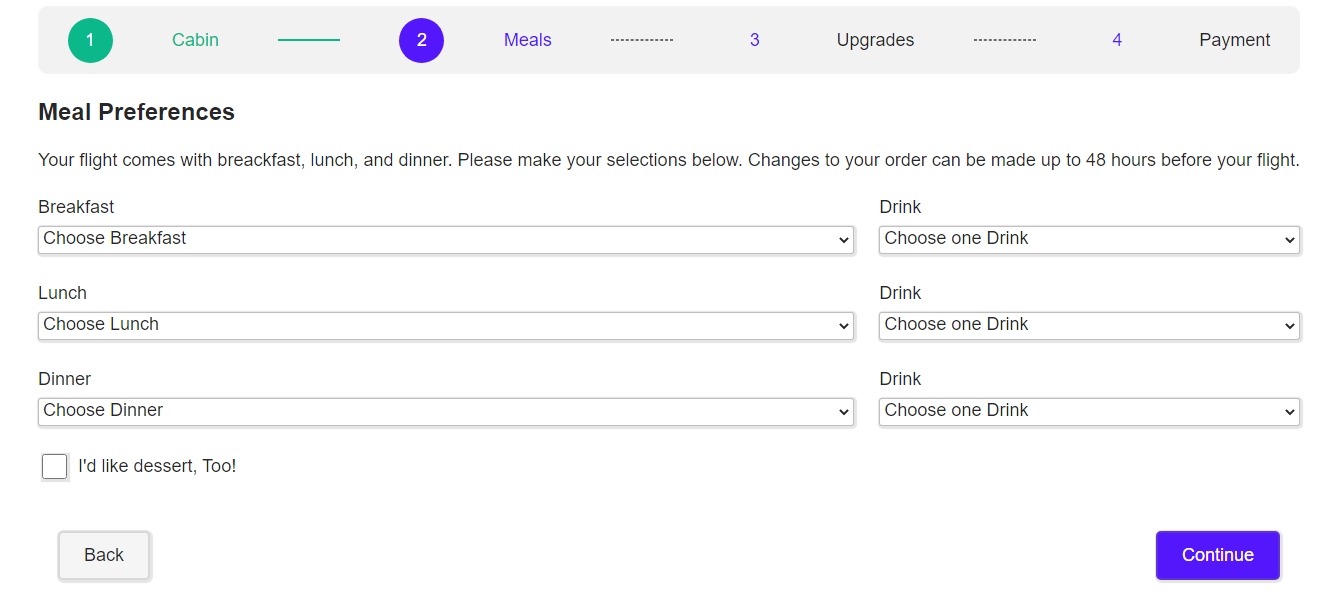 1 Cabin 2 Meals 3 Upgrades 4 Payment
Meal Preferences
Your flight comes with breackfast, lunch, and dinner. Please make your selections below. Changes to your order can be made up to 48 hours before your flight.
Breakfast Drink
Choose Breakfast Choose one Drink
Lunch Drink
Choose Lunch Choose one Drink
Dinner Drink
Choose Dinner Choose one Drink
I'd like dessert, Too!
Back Continue